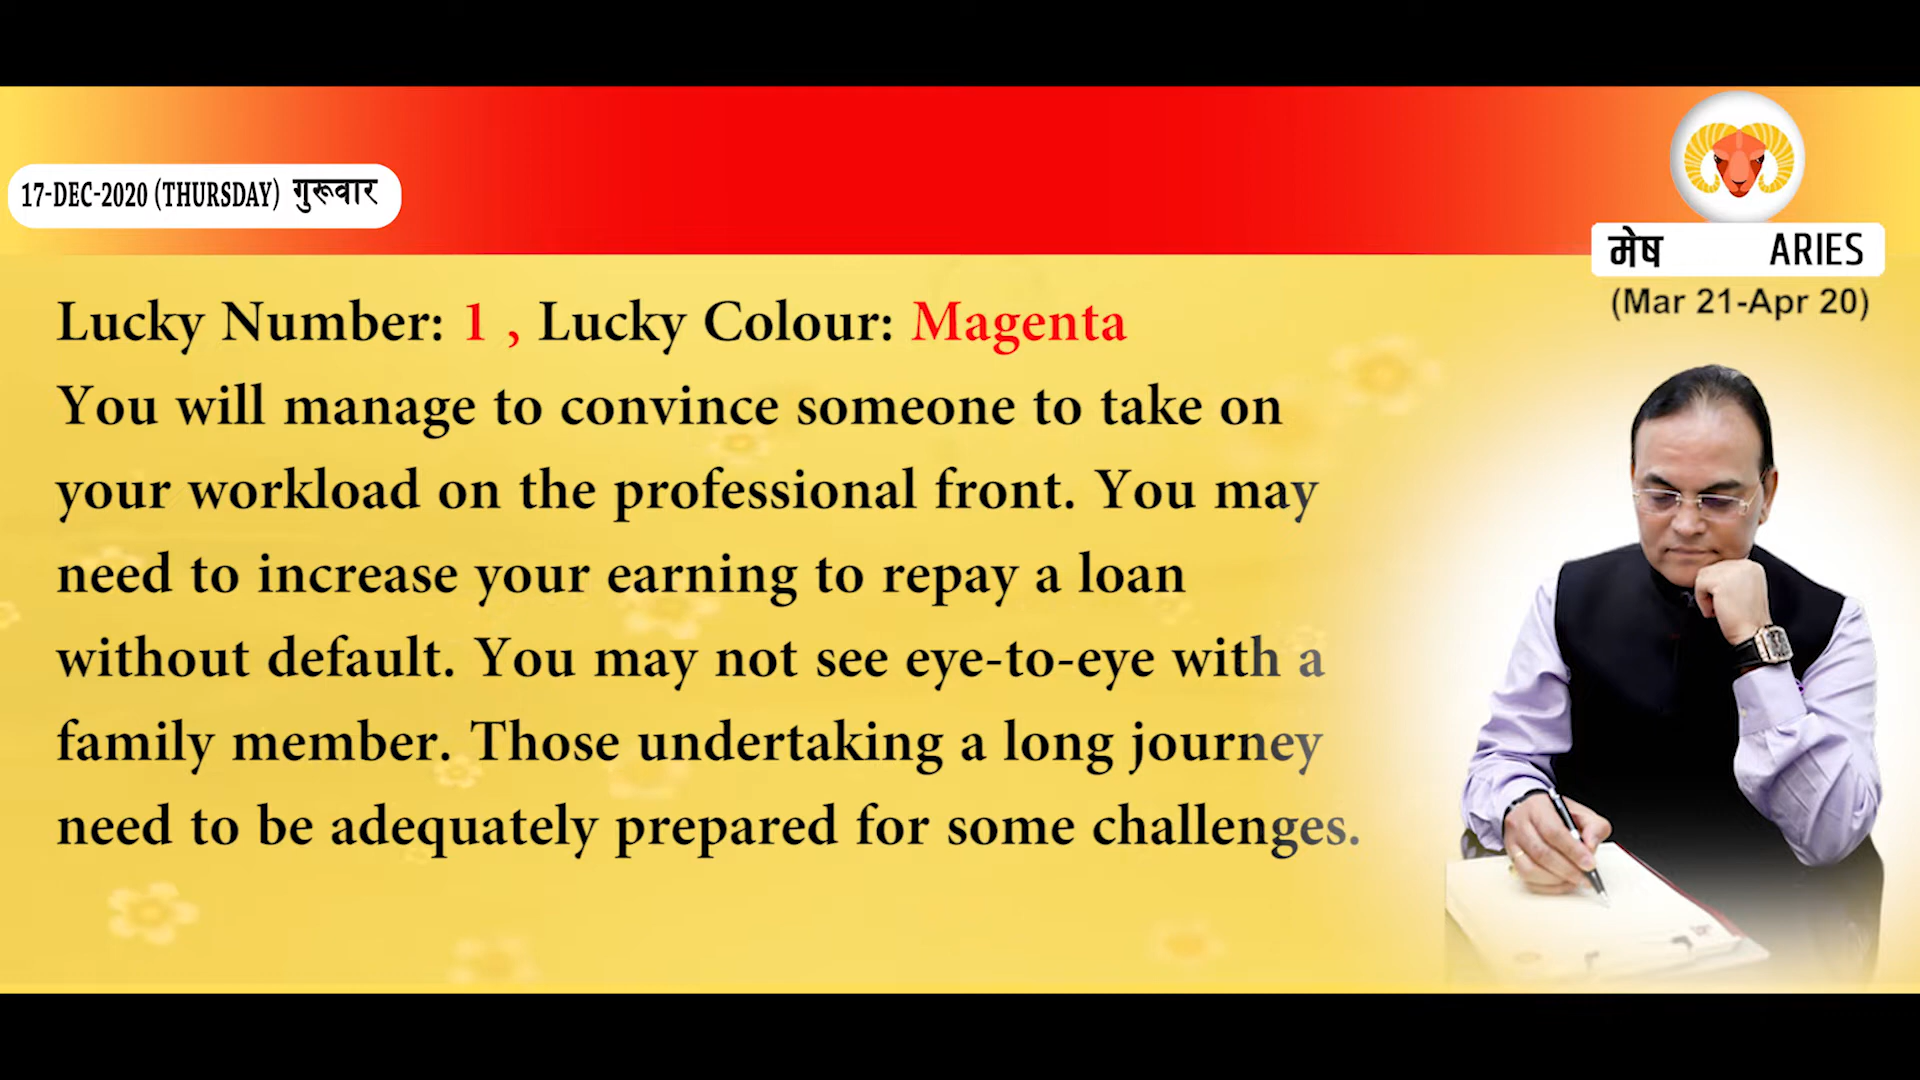 17-DEC-2020 (THURSDAY) गुरूवार
मेष ARIES
(Mar 21-Apr 20)
Lucky Number: 1 , Lucky Colour: Magenta
You will manage to convince someone to take on
your workload on the professional front. You may
need to increase your earning to repay a loan
without default. You may not see eye-to-eye with a
family member. Those undertaking a long journey
need to be adequately prepared for some challenges.